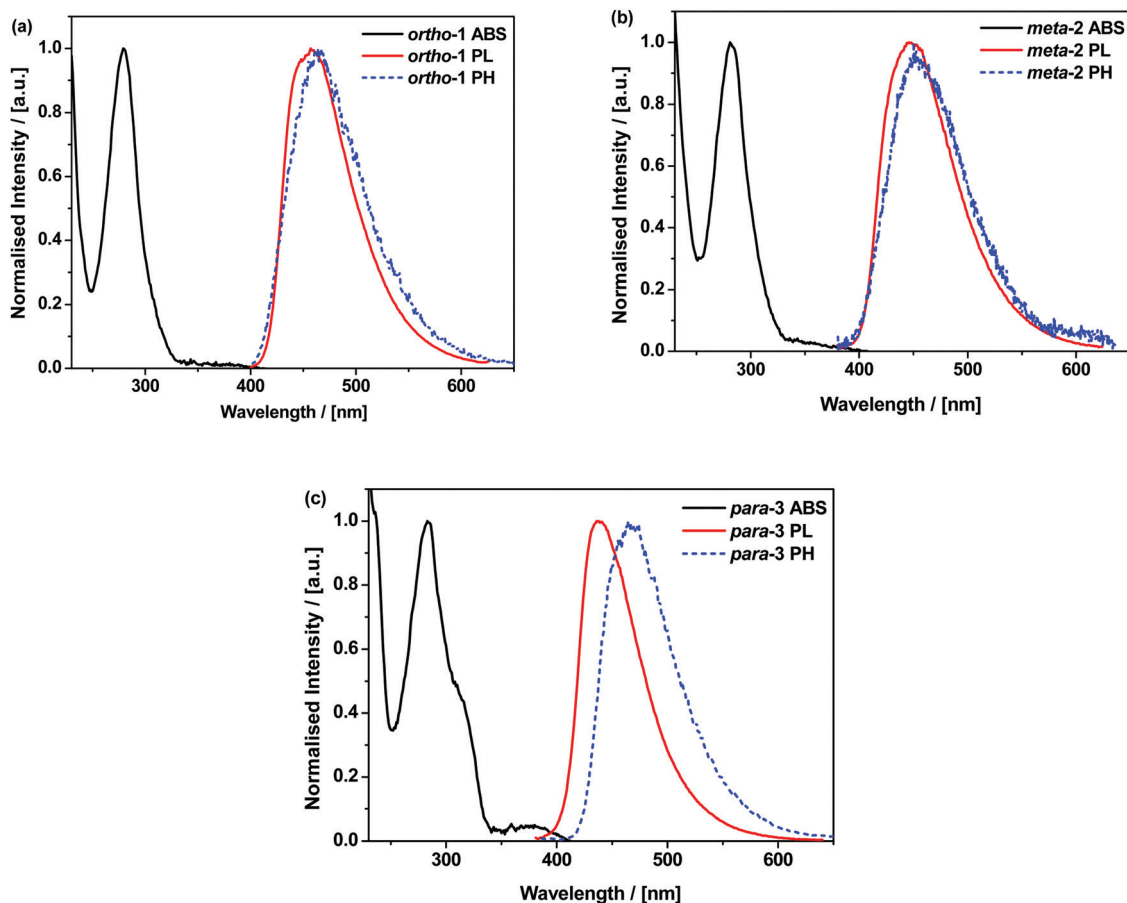 (a)
ortho-1 ABS
ortho-1 PL
ortho-1 PH
Normalised Intensity / [a.u.]
1.0
0.8
0.6
0.4
0.2
0.0
300 400 500 600
Wavelength / [nm]
(b)
meta-2 ABS
meta-2 PL
meta-2 PH
Normalised Intensity / [a.u.]
1.0
0.8
0.6
0.4
0.2
0.0
300 400 500 600
Wavelength / [nm]
(c)
para-3 ABS
para-3 PL
para-3 PH
Normalised Intensity / [a.u.]
1.0
0.8
0.6
0.4
0.2
0.0
300 400 500 600
Wavelength / [nm]